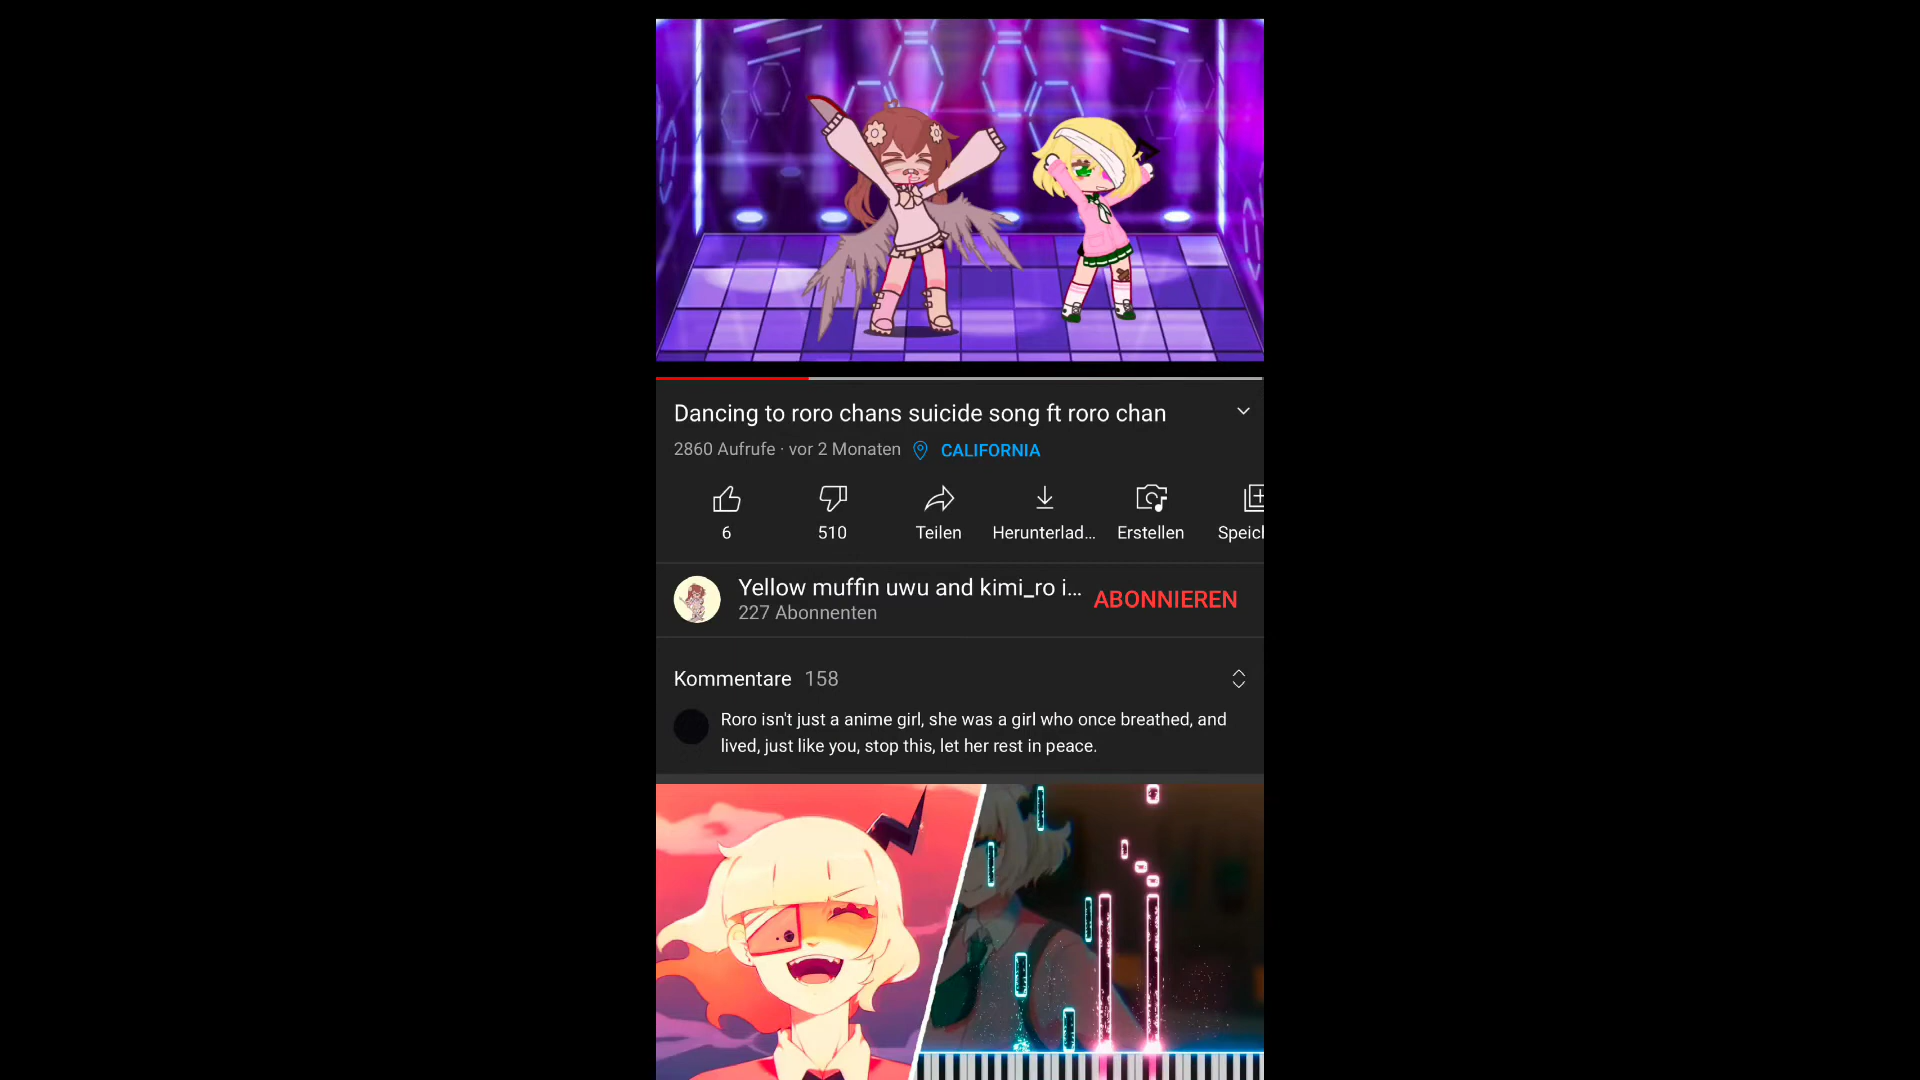 Dancing to roro chans suicide song ft roro chan
2860 Aufrufe · vor 2 Monaten CALIFORNIA
6 510 Teilen Herunterlad... Erstellen Speich
Yellow muffin uwu and kimi_ro i... ABONNIEREN
227 Abonnenten
Kommentare 158
Roro isn't just a anime girl, she was a girl who once breathed, and
lived, just like you, stop this, let her rest in peace.